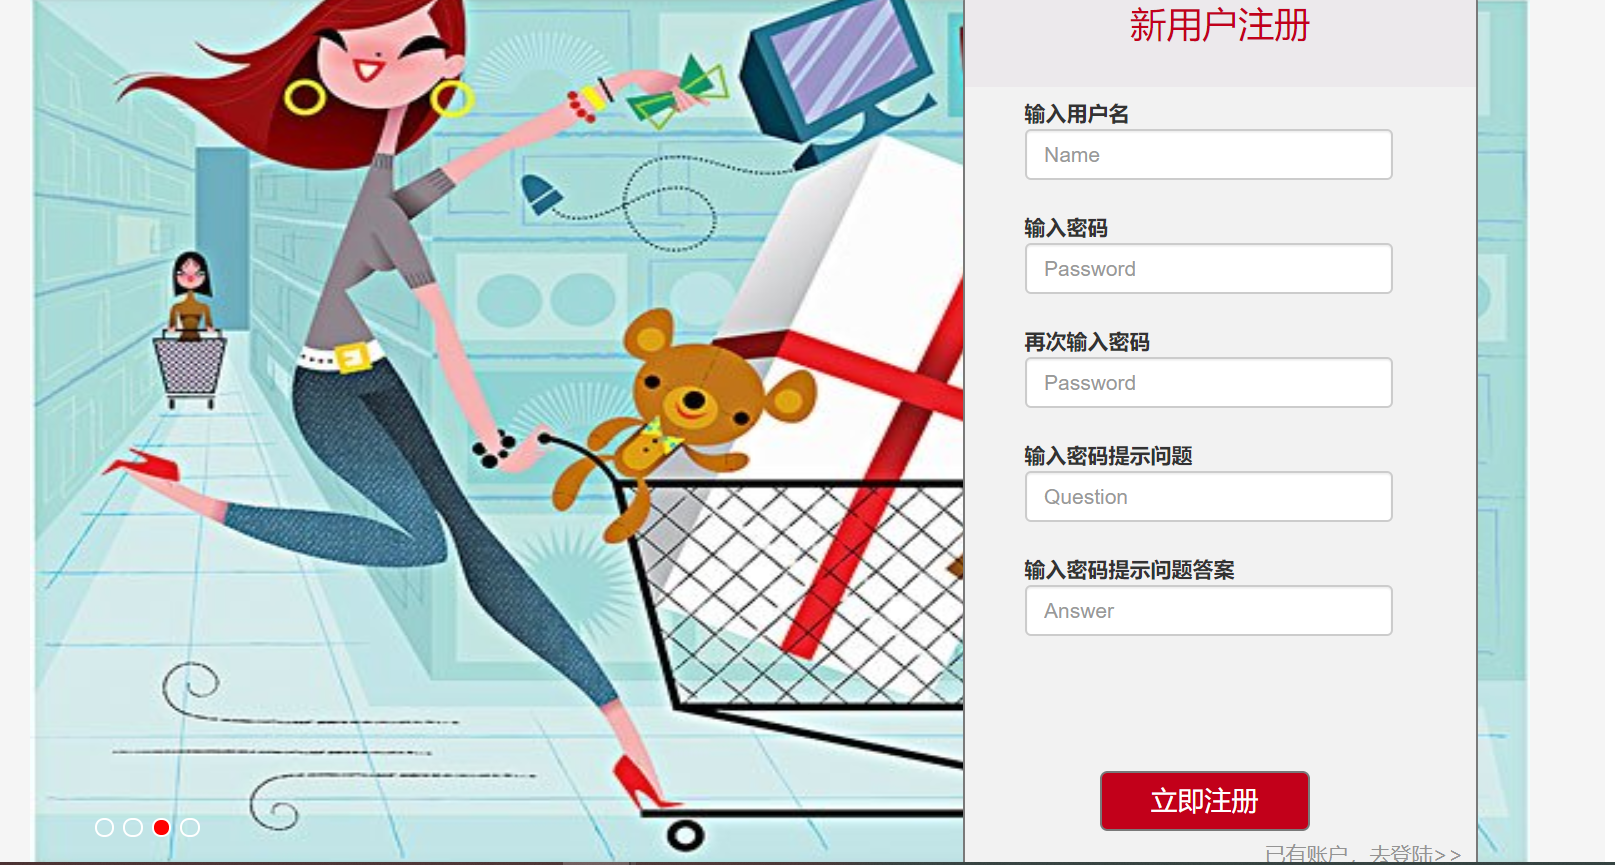 新用户注册
输入用户名
Name
输入密码
Password
再次输入密码
Password
输入密码提示问题
Question
输入密码提示问题答案
Answer
立即注册
已有账户，去登陆>>